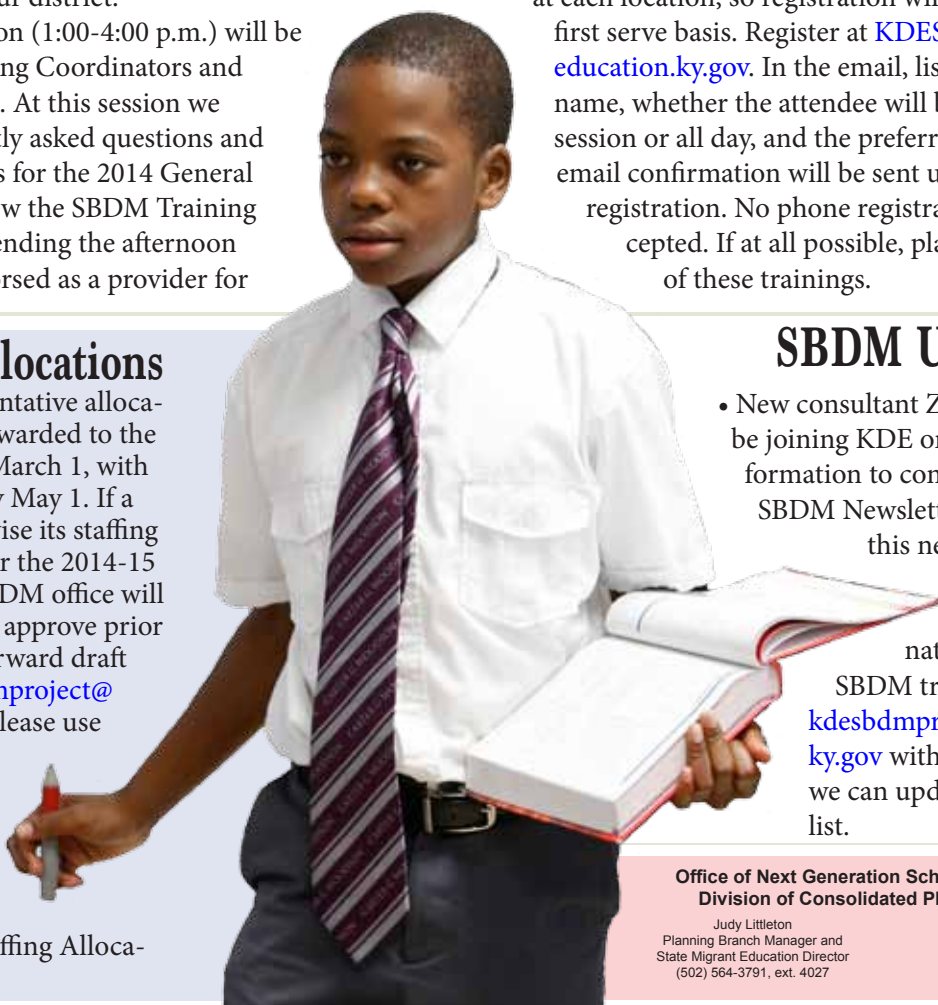 ur district.
on (1:00-4:00 p.m.) will be
ng Coordinators and
. At this session we
tly asked questions and
s for the 2014 General
w the SBDM Training
ending the afternoon
rsed as a provider for
at each location, so registration wil
first serve basis. Register at KDES
education.ky.gov. In the email, lis
name, whether the attendee will b
session or all day, and the preferr
email confirmation will be sent u
registration. No phone registra
cepted. If at all possible, pla
of these trainings.
locations
ntative alloca-
warded to the
March 1, with
y May 1. If a
vise its staffing
r the 2014-15
DM office will
approve prior
rward draft
mproject@
lease use
ffing Alloca-
SBDM U
• New consultant Z
be joining KDE or
formation to con
SBDM Newslett
this ne
nat
SBDM tr
kdesbdmpr
ky.gov with
we can upd
list.
Office of Next Generation Sch
Division of Consolidated Pl
Judy Littleton
Planning Branch Manager and
State Migrant Education Director
(502) 564-3791, ext. 4027